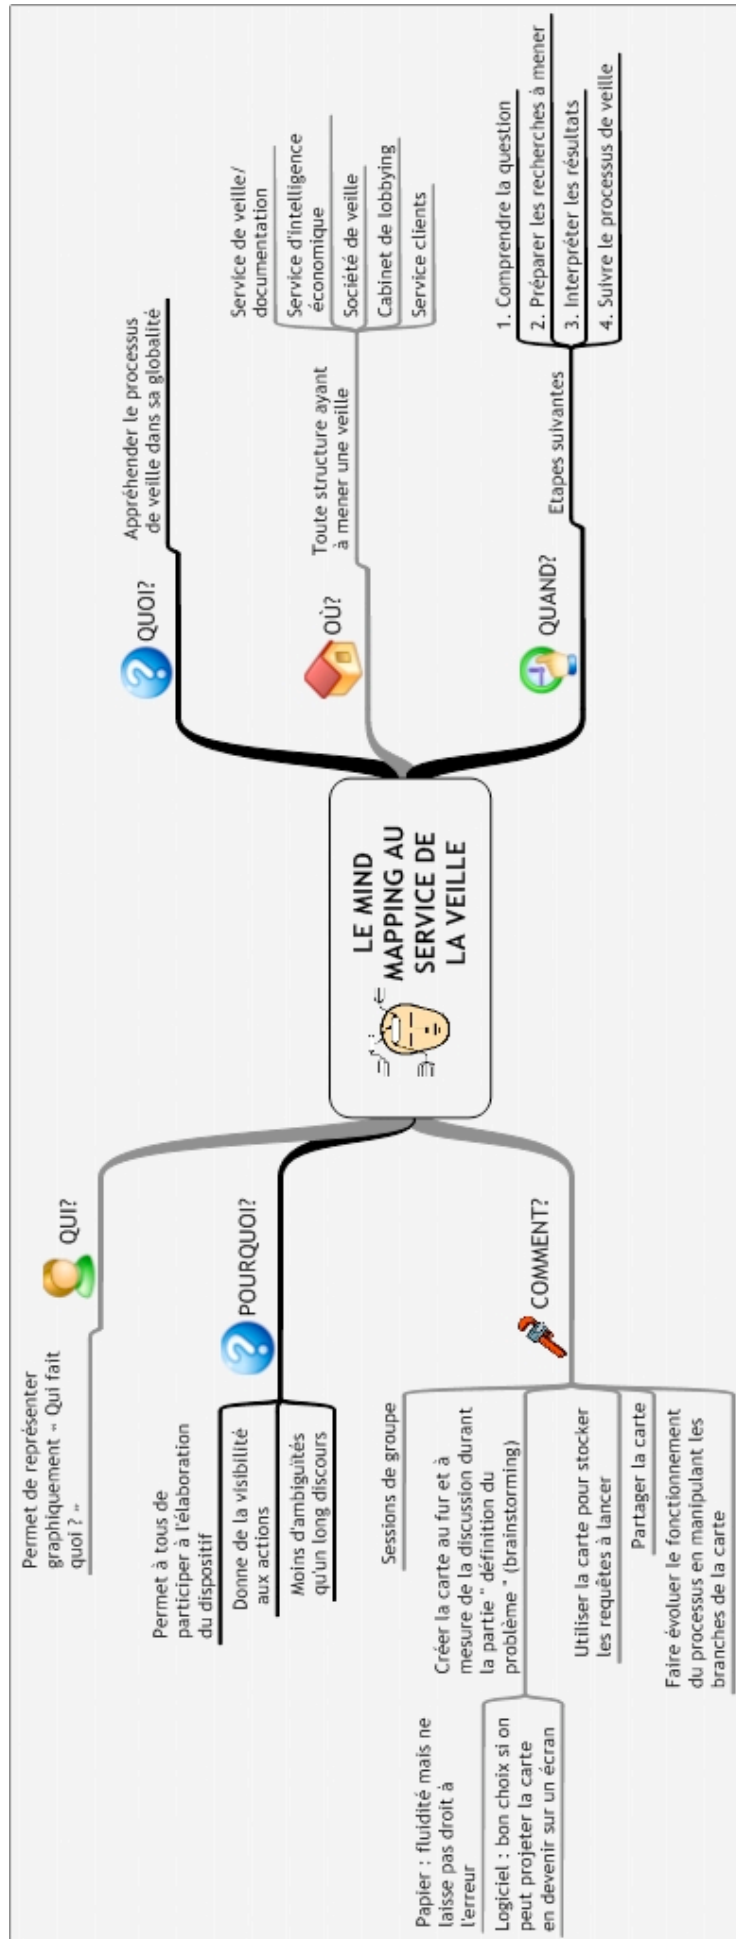 LE MIND
MAPPING AU
SERVICE DE
LA VEILLE
QUI?
Permet de représenter
graphiquement « Qui fait
quoi ? »
POURQUOI?
Permet à tous de
participer à l'élaboration
du dispositif
Donne de la visibilité
aux actions
Moins d'ambiguïtés
qu'un long discours
COMMENT?
Sessions de groupe
Créer la carte au fur et à
mesure de la discussion durant
la partie " définition du
problème " (brainstorming)
Papier : fluidité mais ne
laisse pas droit à
l'erreur
Logiciel : bon choix si on
peut projeter la carte
en devenir sur un écran
Utiliser la carte pour stocker
les requêtes à lancer
Partager la carte
Faire évoluer le fonctionnement
du processus en manipulant les
branches de la carte
QUOI?
Appréhender le processus
de veille dans sa globalité
OÙ?
Toute structure ayant
à mener une veille
Service de veille/
documentation
Service d'intelligence
économique
Société de veille
Cabinet de lobbying
Service clients
QUAND?
Etapes suivantes
1. Comprendre la question
2. Préparer les recherches à mener
3. Interpréter les résultats
4. Suivre le processus de veille